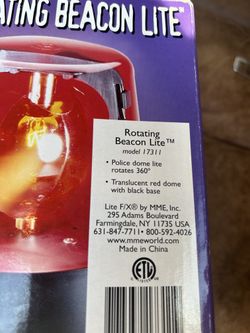 ATING BEACON LITE™
Rotating
Beacon Lite™
model 17311
• Police dome lite
rotates 360°
• Translucent red dome
with black base
Lite F/X® by MME, Inc.
295 Adams Boulevard
Farmingdale, NY 11735 USA
631-847-7711 • 800-592-4026
www.mmeworld.com
Made in China
ETL